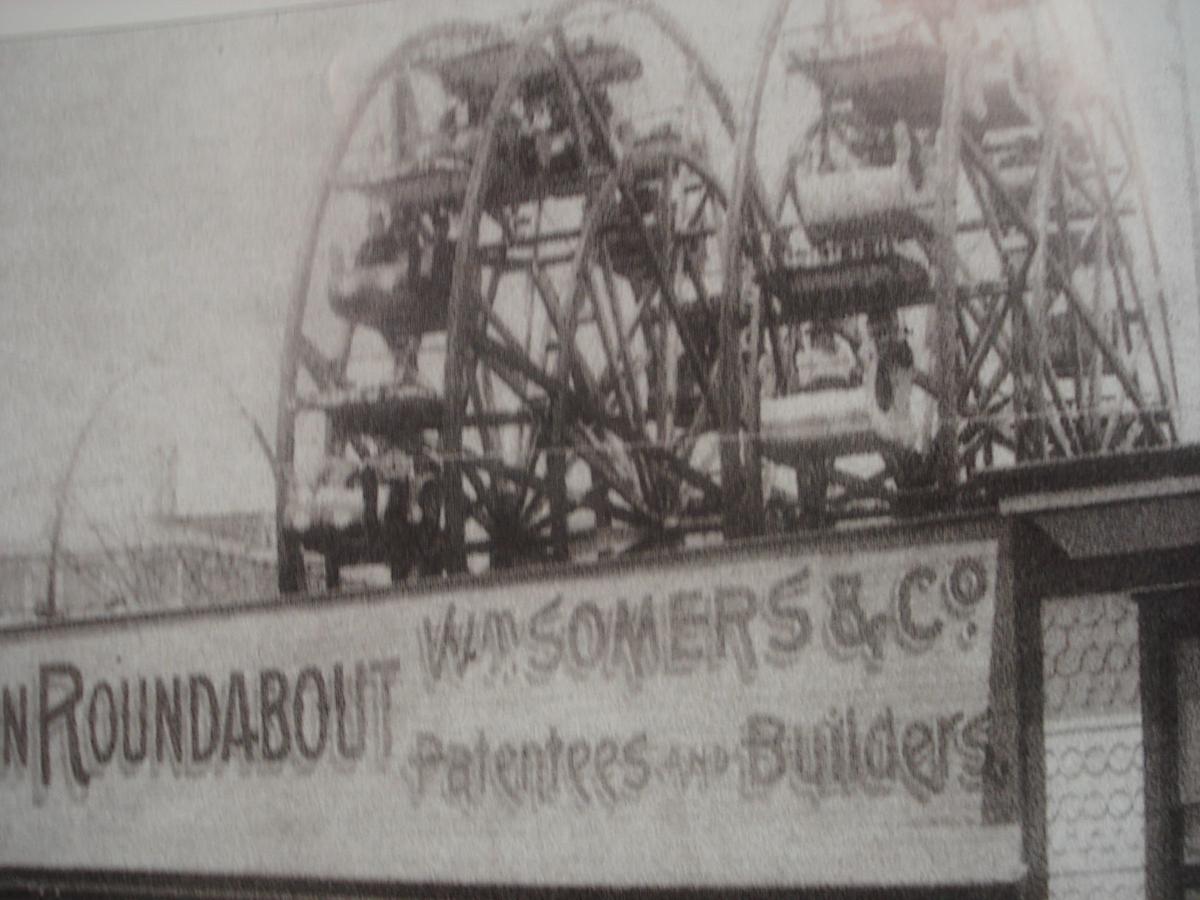 N ROUNDABOUT
WM. SOMERS & CO.
Patentees AND Builders